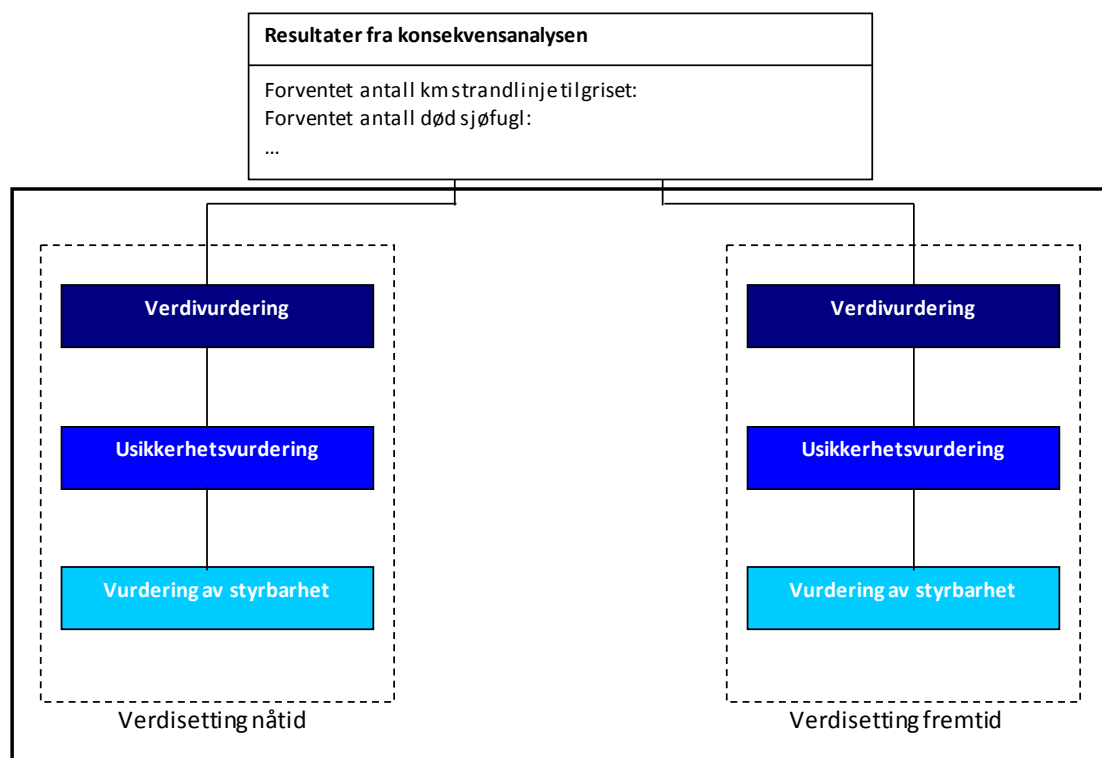 Resultater fra konsekvensanalysen
Forventet antall km strandlinje tilgriset:
Forventet antall død sjøfugl:
...
Verdivurdering
Usikkerhetsvurdering
Vurdering av styrbarhet
Verdisetting nåtid
Verdivurdering
Usikkerhetsvurdering
Vurdering av styrbarhet
Verdisetting fremtid